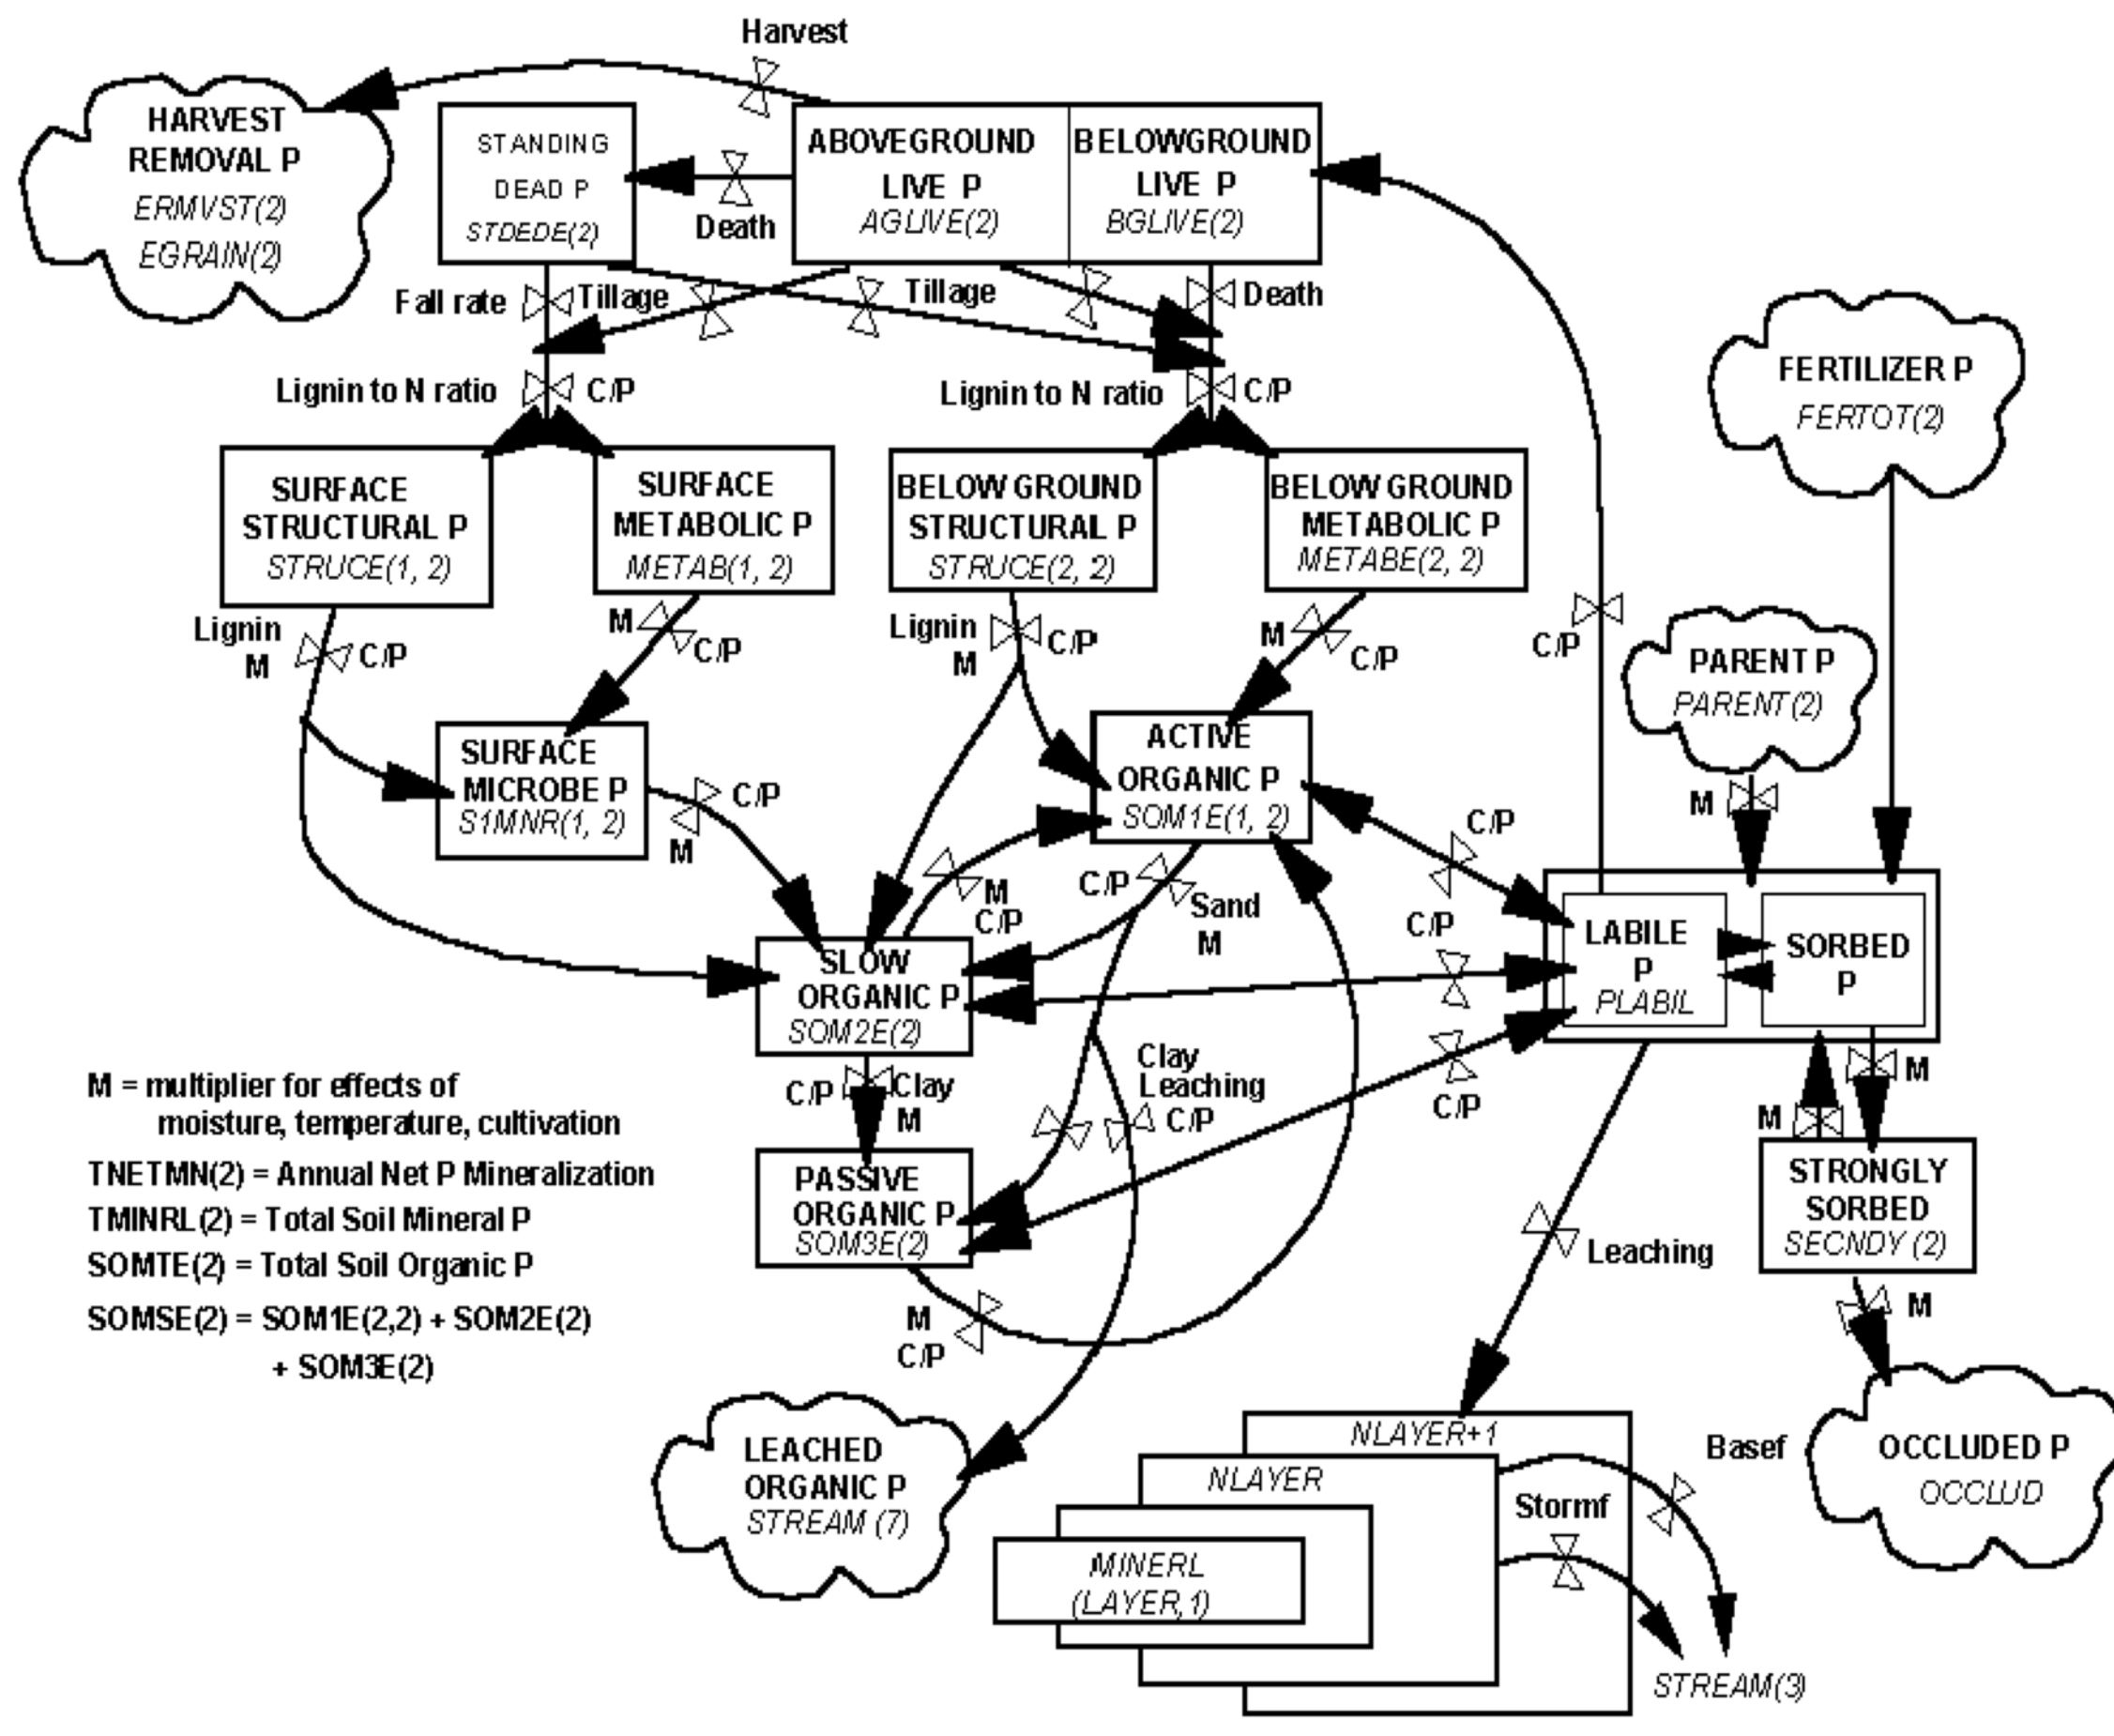 Harvest
HARVEST
REMOVAL P
ERMVST(2)
EGRAIN(2)
STANDING
DEAD P
STDEDE(2)
Death
ABOVEGROUND
LIVE P
AGLIVE(2)
BELOWGROUND
LIVE P
BGLIVE(2)
Fall rate
Tillage
Tillage
Death
Lignin to N ratio
C/P
Lignin to N ratio
C/P
FERTILIZER P
FERTOT(2)
SURFACE
STRUCTURAL P
STRUCE(1, 2)
SURFACE
METABOLIC P
METAB(1, 2)
BELOW GROUND
STRUCTURAL P
STRUCE(2, 2)
BELOW GROUND
METABOLIC P
METABE(2, 2)
Lignin
M
C/P
M
C/P
Lignin
M
C/P
M
C/P
C/P
PARENT P
PARENT(2)
M
SURFACE
MICROBE P
S1MNR(1, 2)
C/P
M
ACTIVE
ORGANIC P
SOM1E(1, 2)
C/P
M
C/P
C/P
Sand
M
C/P
LABILE
P
PLABIL
SORBED
P
SLOW
ORGANIC P
SOM2E(2)
C/P
Clay
M
Clay
Leaching
C/P
C/P
M
M
M = multiplier for effects of
moisture, temperature, cultivation
TNETMN(2) = Annual Net P Mineralization
TMINRL(2) = Total Soil Mineral P
SOMTE(2) = Total Soil Organic P
SOMSE(2) = SOM1E(2,2) + SOM2E(2)
+ SOM3E(2)
PASSIVE
ORGANIC P
SOM3E(2)
M
C/P
STRONGLY
SORBED
SECNDY (2)
Leaching
M
LEACHED
ORGANIC P
STREAM (7)
NLAYER+1
NLAYER
MINERL
(LAYER,1)
Stormf
Basef
OCCLUDED P
OCCLUD
STREAM(3)